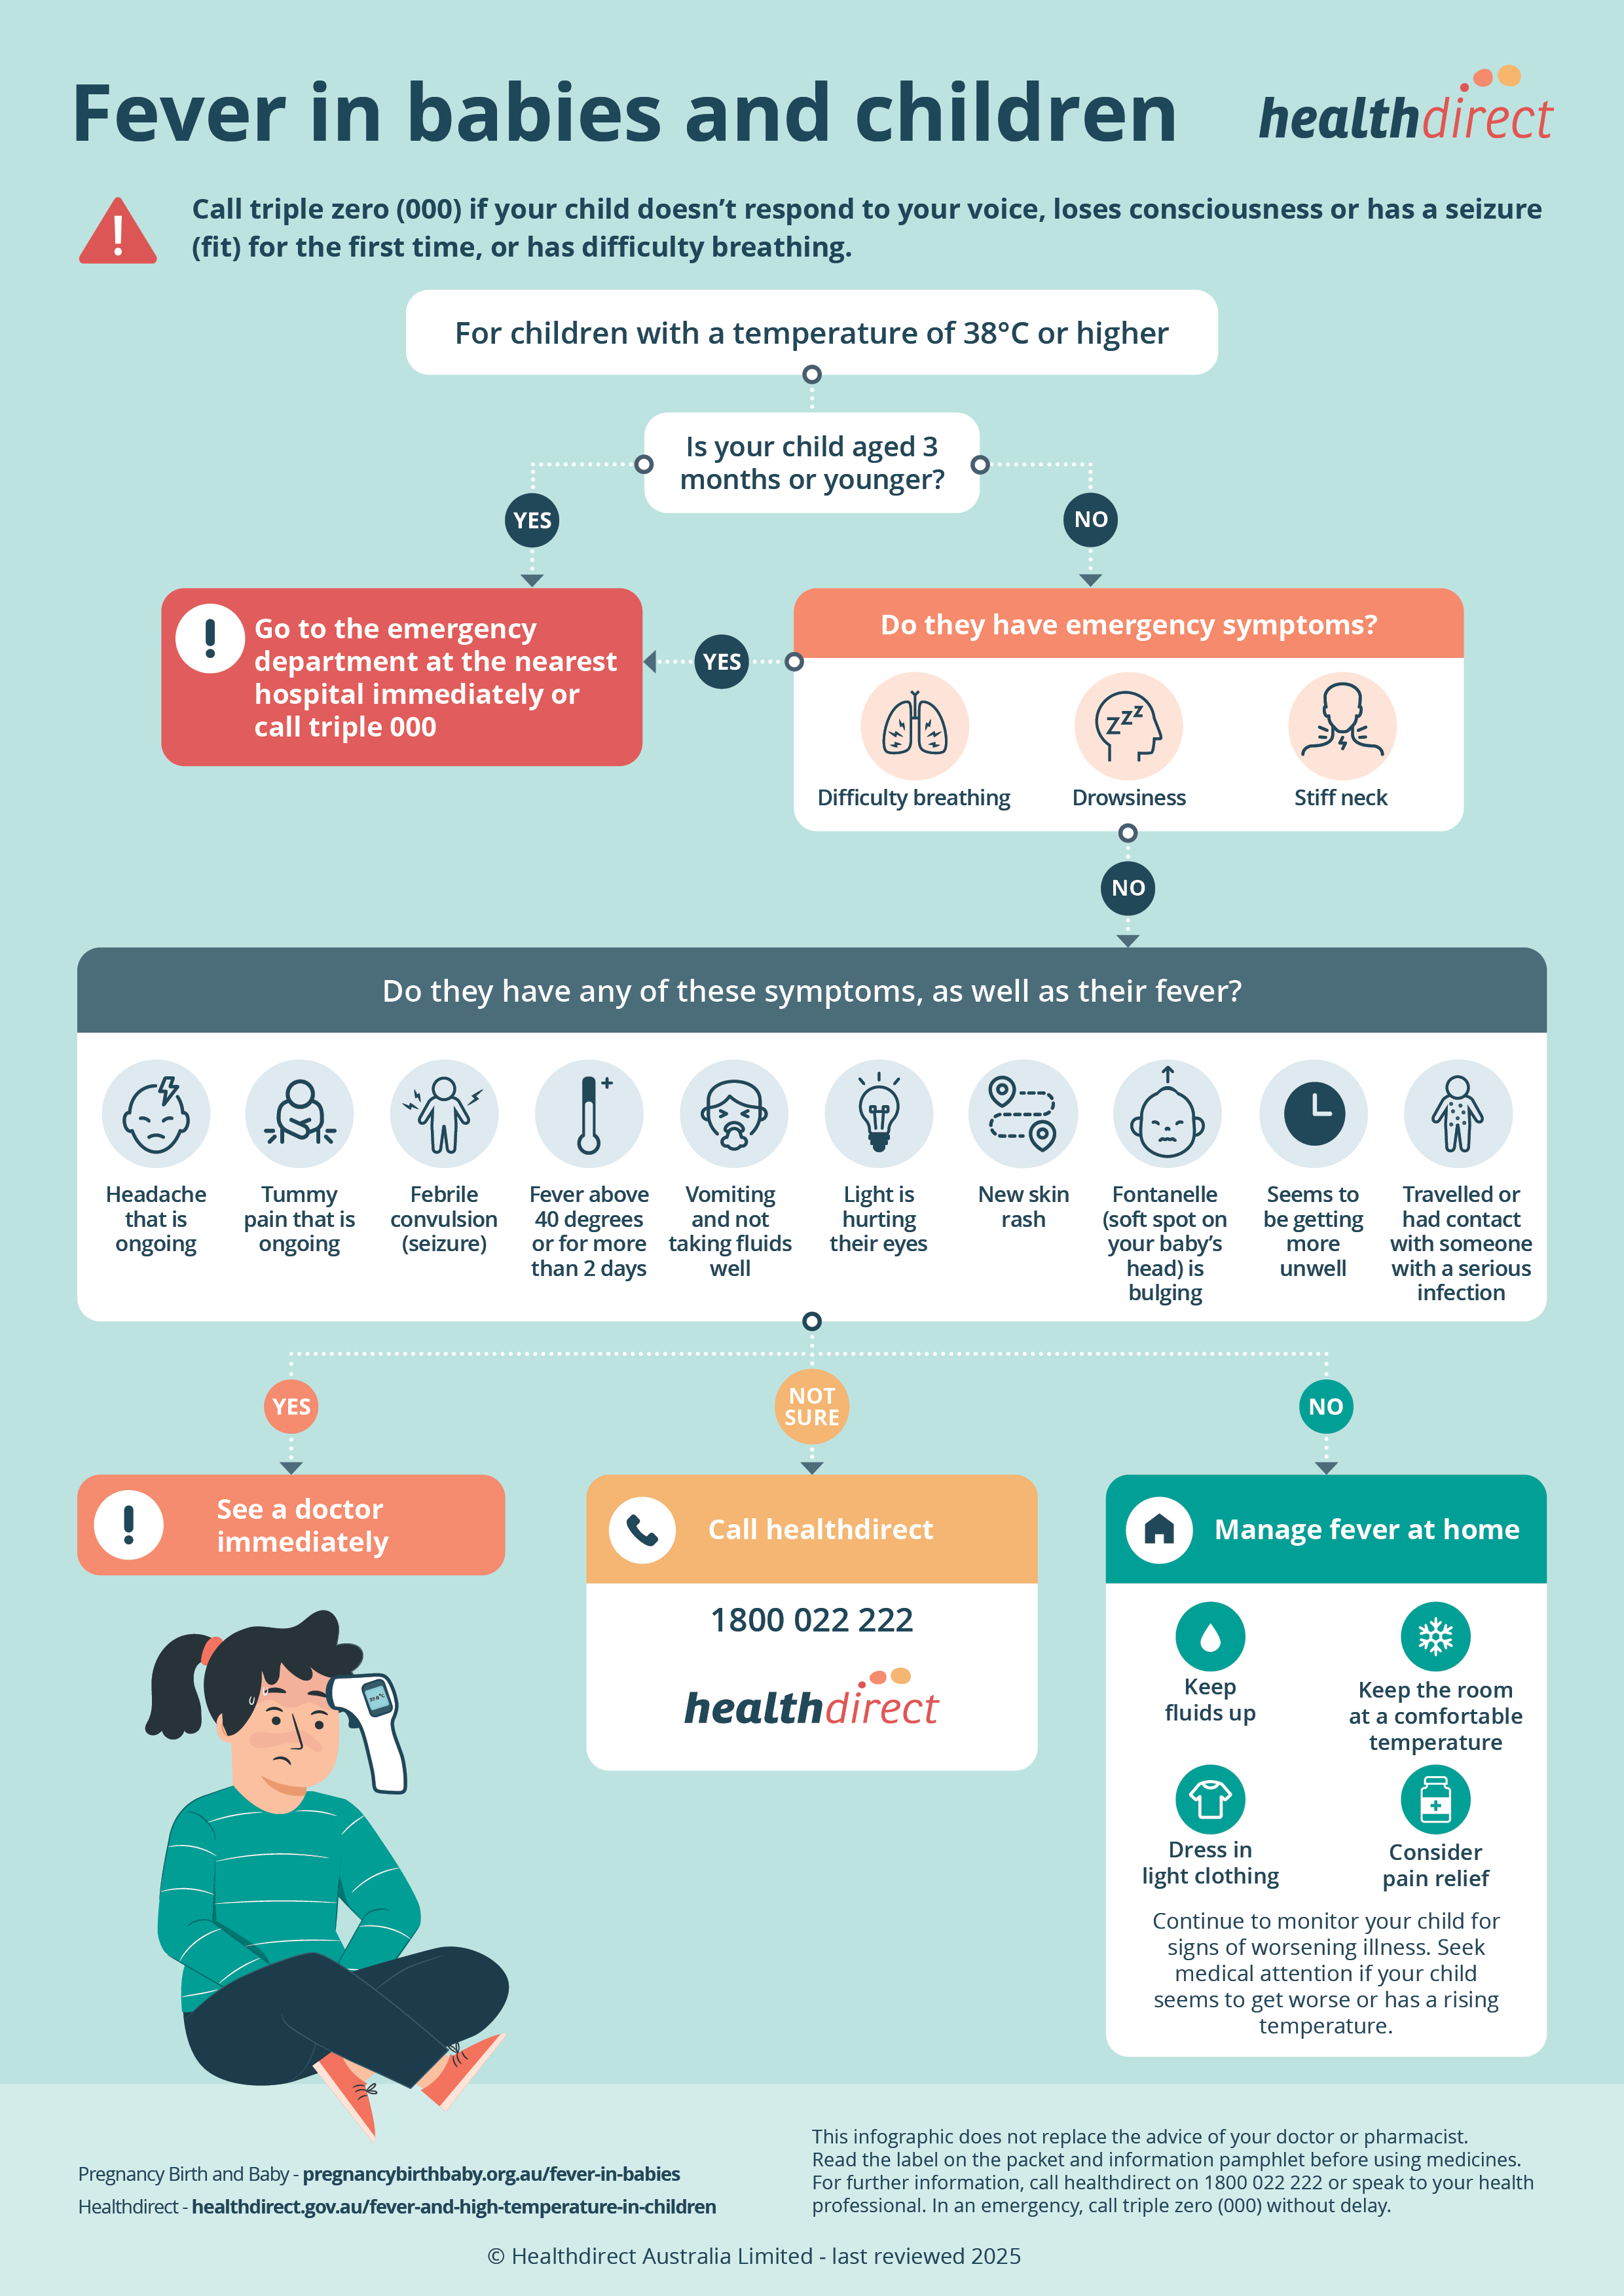 Fever in babies and children
healthdirect
!
Call triple zero (000) if your child doesn’t respond to your voice, loses consciousness or has a seizure
(fit) for the first time, or has difficulty breathing.
For children with a temperature of 38°C or higher
Is your child aged 3
months or younger?
YES
NO
!
Go to the emergency
department at the nearest
hospital immediately or
call triple 000
YES
Do they have emergency symptoms?
zzz
Difficulty breathing
Drowsiness
Stiff neck
NO
Do they have any of these symptoms, as well as their fever?
Headache
that is
ongoing
Tummy
pain that is
ongoing
Febrile
convulsion
(seizure)
Fever above
40 degrees
or for more
than 2 days
Vomiting
and not
taking fluids
well
Light is
hurting
their eyes
New skin
rash
Fontanelle
(soft spot on
your baby’s
head) is
bulging
Seems to
be getting
more
unwell
Travelled or
had contact
with someone
with a serious
infection
YES
NOT
SURE
NO
!
See a doctor
immediately
Call healthdirect
1800 022 222
healthdirect
Manage fever at home
Keep
fluids up
Keep the room
at a comfortable
temperature
Dress in
light clothing
Consider
pain relief
Continue to monitor your child for
signs of worsening illness. Seek
medical attention if your child
seems to get worse or has a rising
temperature.
Pregnancy Birth and Baby - pregnancybirthbaby.org.au/fever-in-babies
Healthdirect - healthdirect.gov.au/fever-and-high-temperature-in-children
This infographic does not replace the advice of your doctor or pharmacist.
Read the label on the packet and information pamphlet before using medicines.
For further information, call healthdirect on 1800 022 222 or speak to your health
professional. In an emergency, call triple zero (000) without delay.
© Healthdirect Australia Limited - last reviewed 2025